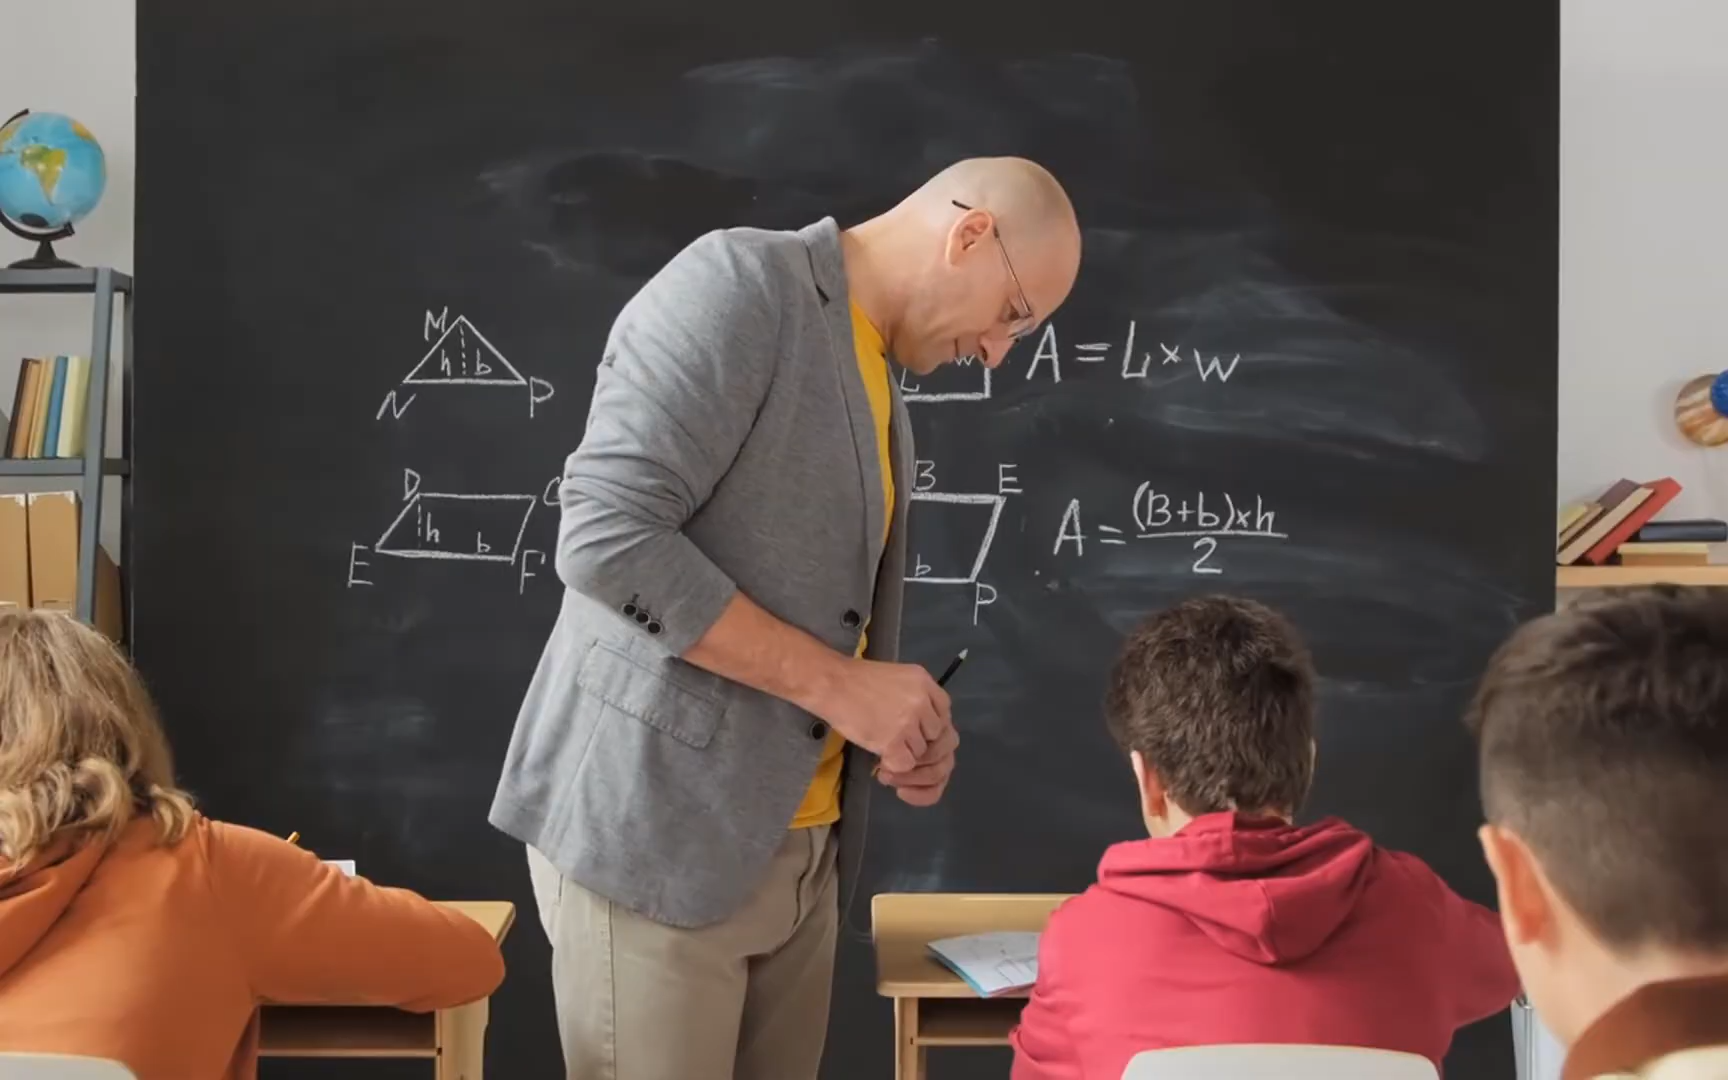 M
h b
N P
L w
A = L×w
D C
h b
E F
B E
b
P
A = (B+b)×h
2